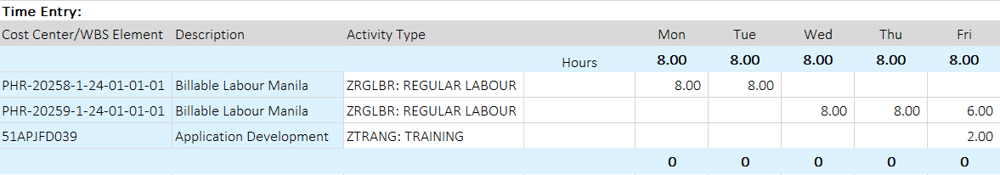 Time Entry:
Cost Center/WBS Element Description Activity Type Mon Tue Wed Thu Fri
Hours 8.00 8.00 8.00 8.00 8.00
PHR-20258-1-24-01-01-01 Billable Labour Manila ZRGLBR: REGULAR LABOUR 8.00 8.00
PHR-20259-1-24-01-01-01 Billable Labour Manila ZRGLBR: REGULAR LABOUR 8.00 8.00 6.00
51APJFD039 Application Development ZTRANG: TRAINING 2.00
0 0 0 0 0